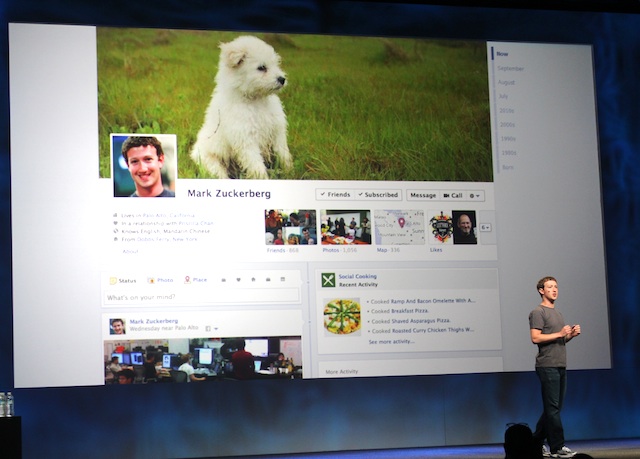 Now
September
August
July
2010s
2000s
1990s
1980s
Born
Mark Zuckerberg
✓ Friends ✓ Subscribed
Message Call
Lives in Palo Alto, California
In a relationship with Priscilla Chan
Knows English, Mandarin Chinese
From Dobbs Ferry, New York
About
Friends · 868
Photos
Map
Likes
Status Photo Place
What's on your mind?
Mark Zuckerberg
Wednesday near Palo Alto
Social Cooking
Recent Activity
• Cooked Ramp And Bacon Omelette With A...
• Cooked Breakfast Pizza.
• Cooked Shaved Asparagus Pizza.
• Cooked Roasted Curry Chicken Thighs W...
See more activity...
More Activity